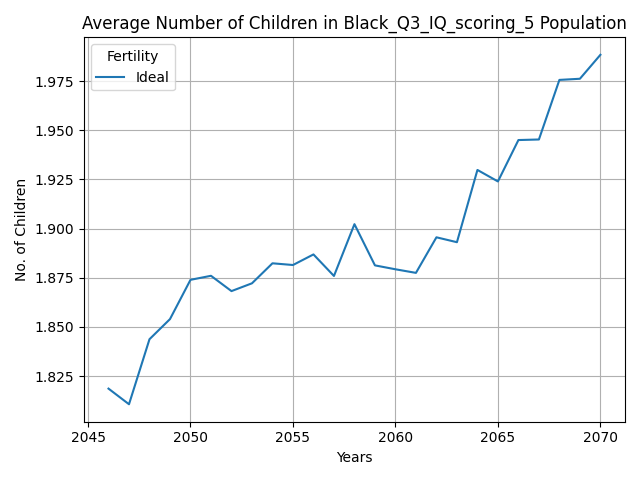 Average Number of Children in Black_Q3_IQ_scoring_5 Population
Fertility
Ideal
No. of Children
1.975
1.950
1.925
1.900
1.875
1.850
1.825
2045 2050 2055 2060 2065 2070
Years